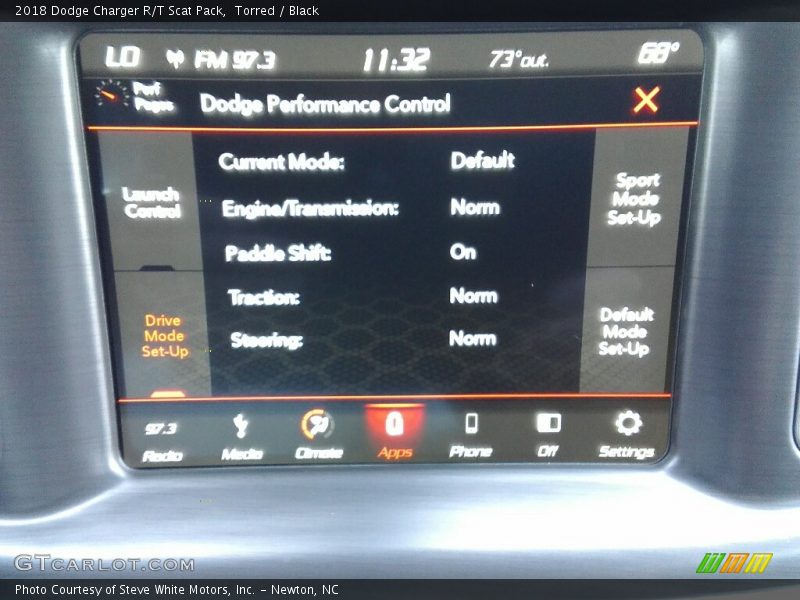 2018 Dodge Charger R/T Scat Pack, Torred / Black
LO FM 97.3 11:32 73°out. 68°
Perf
Pages
Dodge Performance Control
Launch
Control
Drive
Mode
Set-Up
Current Mode: Default
Engine/Transmission: Norm
Paddle Shift: On
Traction: Norm
Steering: Norm
Sport
Mode
Set-Up
Default
Mode
Set-Up
97.3
Radio Media Climate Apps Phone Off Settings
GTCARLOT.COM
Photo Courtesy of Steve White Motors, Inc. – Newton, NC